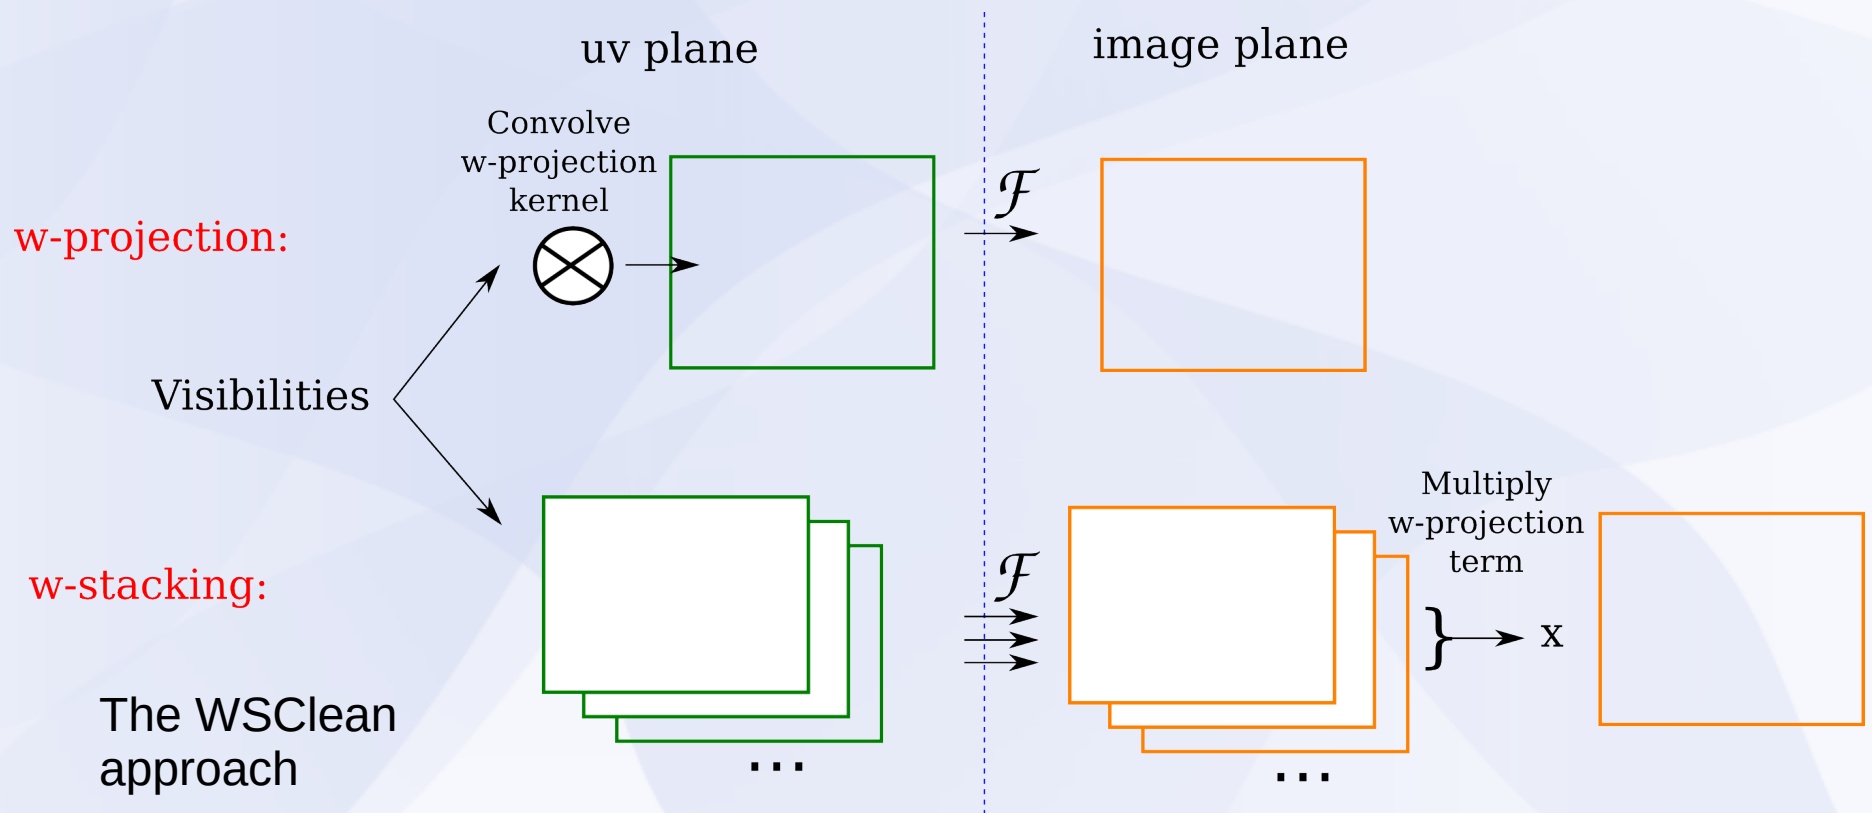 uv plane
image plane
Convolve
w-projection
kernel
ℱ
w-projection:
Visibilities
Multiply
w-projection
term
ℱ
w-stacking:
} x
The WSClean
approach
...
...